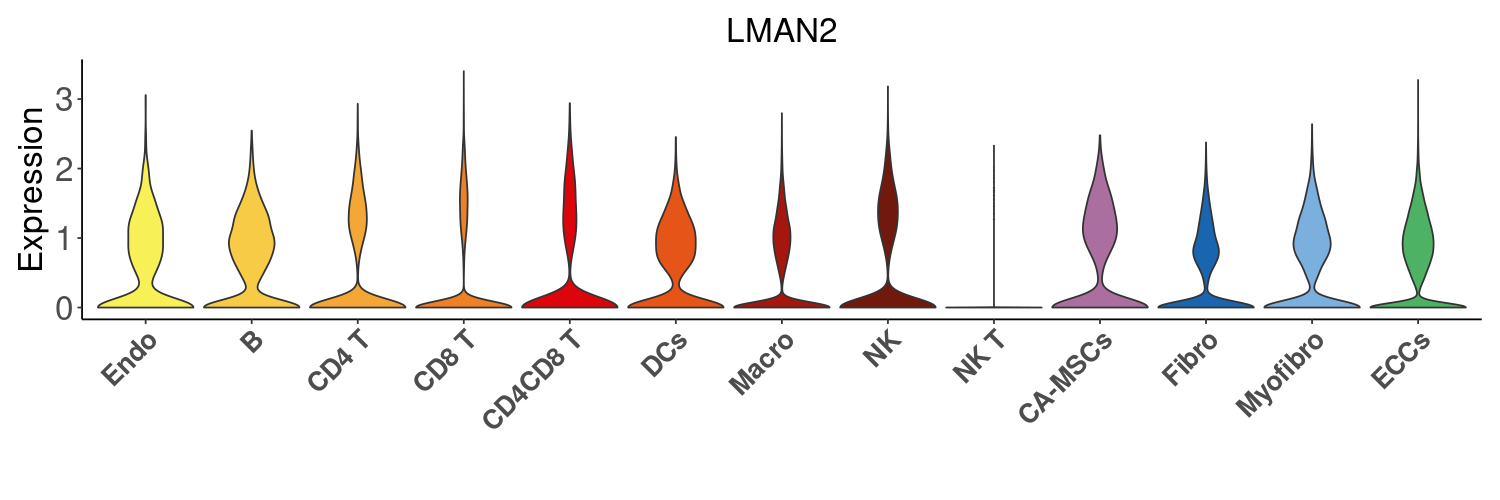 LMAN2
Expression
3
2
1
0
Endo
B
CD4 T
CD8 T
CD4CD8 T
DCs
Macro
NK
NK T
CA-MSCs
Fibro
Myofibro
ECCs